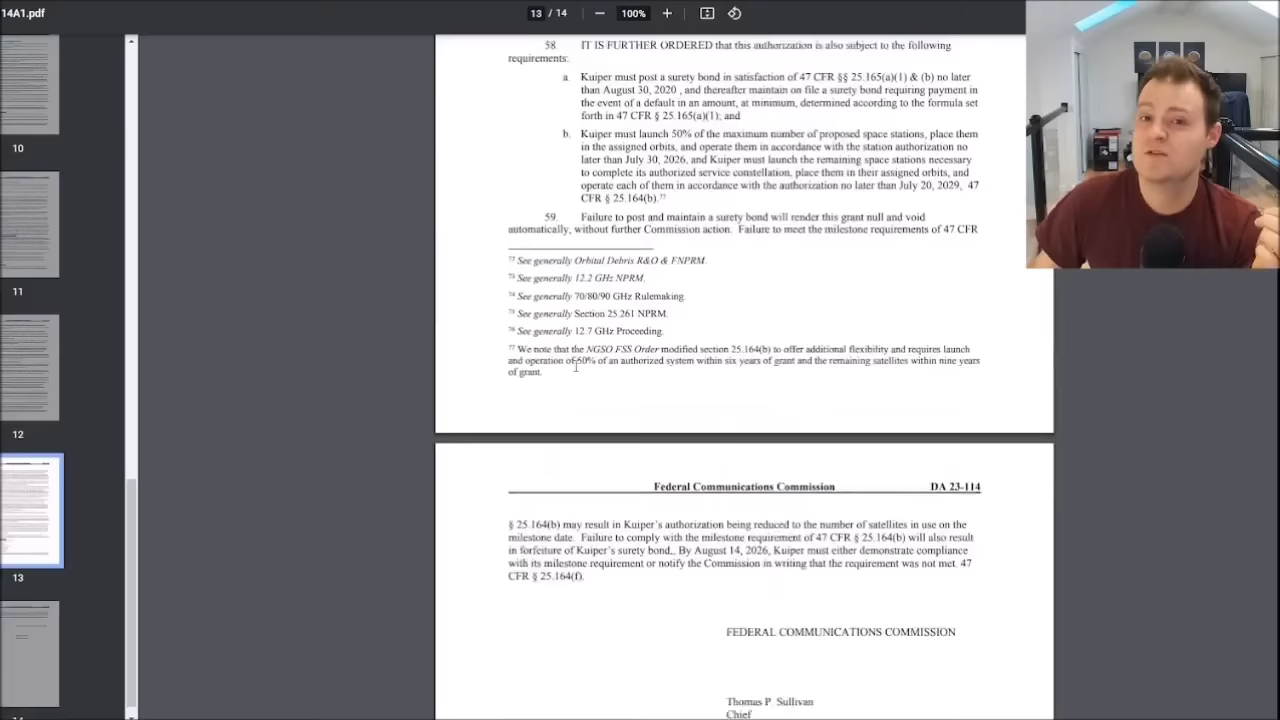 14A1.pdf
13 / 14
100%
58 IT IS FURTHER ORDERED that this authorization is also subject to the following
requirements:
a. Kuiper must post a surety bond in satisfaction of 47 CFR §§ 25.165(a)(1) & (b) no later
than August 30, 2020 , and thereafter maintain on file a surety bond requiring payment in
the event of a default in an amount, at minimum, determined according to the formula set
forth in 47 CFR § 25.165(a)(1); and
b. Kuiper must launch 50% of the maximum number of proposed space stations, place them
in the assigned orbits, and operate them in accordance with the station authorization no
later than July 30, 2026, and Kuiper must launch the remaining space stations necessary
to complete its authorized service constellation, place them in their assigned orbits, and
operate each of them in accordance with the authorization no later than July 20, 2029, 47
CFR § 25.164(b).77
59. Failure to post and maintain a surety bond will render this grant null and void
automatically, without further Commission action. Failure to meet the milestone requirements of 47 CFR
72 See generally Orbital Debris R&O & FNPRM.
73 See generally 12.2 GHz NPRM.
74 See generally 70/80/90 GHz Rulemaking.
75 See generally Section 25.261 NPRM.
76 See generally 12.7 GHz Proceeding.
77 We note that the NGSO FSS Order modified section 25.164(b) to offer additional flexibility and requires launch
and operation of 50% of an authorized system within six years of grant and the remaining satellites within nine years
of grant.
10
11
12
13
Federal Communications Commission DA 23-114
§ 25.164(b) may result in Kuiper's authorization being reduced to the number of satellites in use on the
milestone date. Failure to comply with the milestone requirement of 47 CFR § 25.164(b) will also result
in forfeiture of Kuiper's surety bond,. By August 14, 2026, Kuiper must either demonstrate compliance
with its milestone requirement or notify the Commission in writing that the requirement was not met. 47
CFR § 25.164(f).
FEDERAL COMMUNICATIONS COMMISSION
Thomas P. Sullivan
Chief